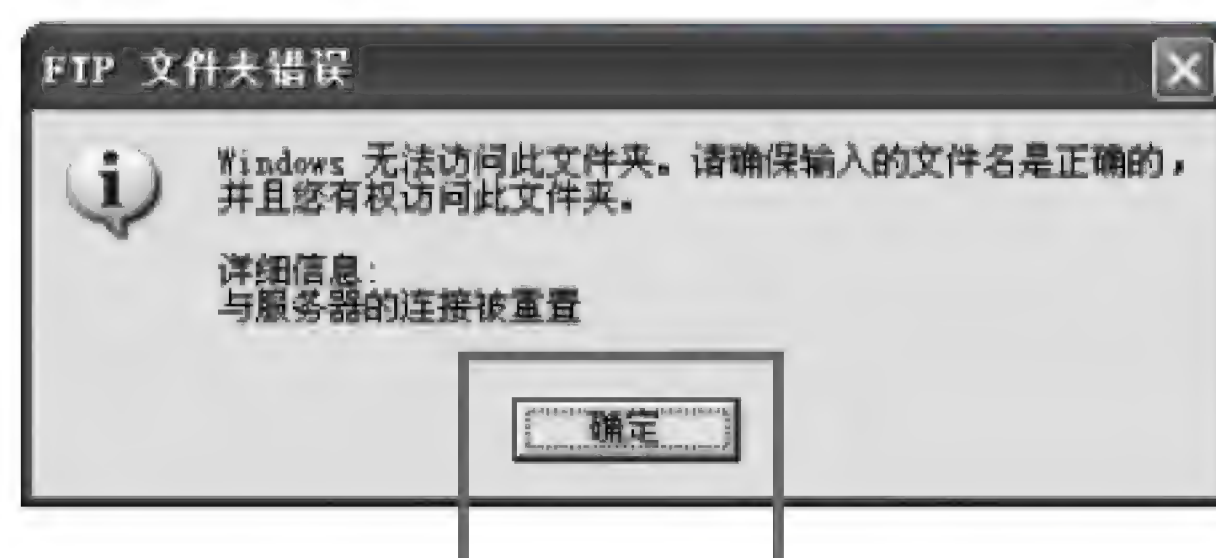 FTP 文件夹错误
Windows 无法访问此文件夹。请确保输入的文件名是正确的，
并且您有权访问此文件夹。
详细信息:
与服务器的连接被重置
确定